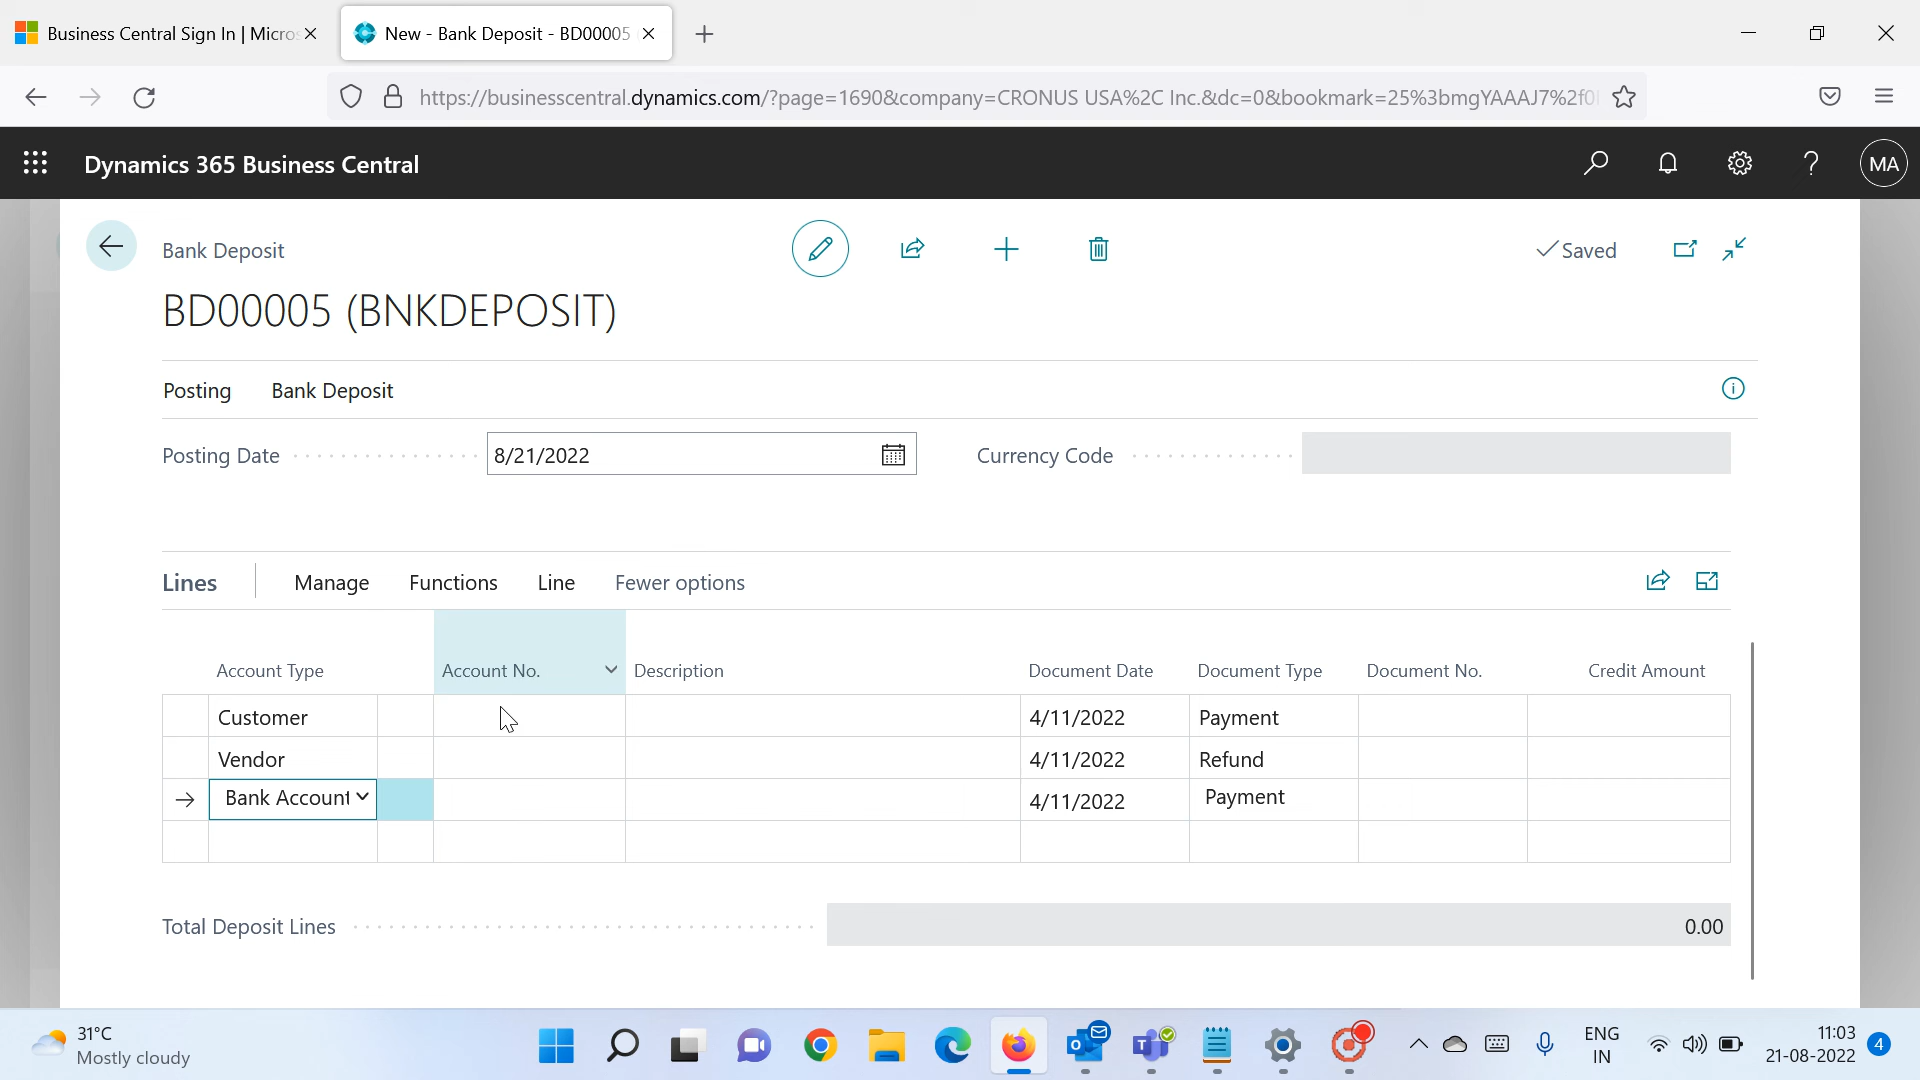 Business Central Sign In | Micro
New - Bank Deposit - BD00005
https://businesscentral.dynamics.com/?page=1690&company=CRONUS USA%2C Inc.&dc=0&bookmark=25%3bmgYAAAJ7%2f0
Dynamics 365 Business Central
MA
Bank Deposit
Saved
BD00005 (BNKDEPOSIT)
Posting Bank Deposit
Posting Date 8/21/2022 Currency Code
Lines Manage Functions Line Fewer options
Account Type Account No. Description Document Date Document Type Document No. Credit Amount
Customer 4/11/2022 Payment
Vendor 4/11/2022 Refund
Bank Account 4/11/2022 Payment
Total Deposit Lines 0.00
31°C
Mostly cloudy
ENG
IN
11:03
21-08-2022
4